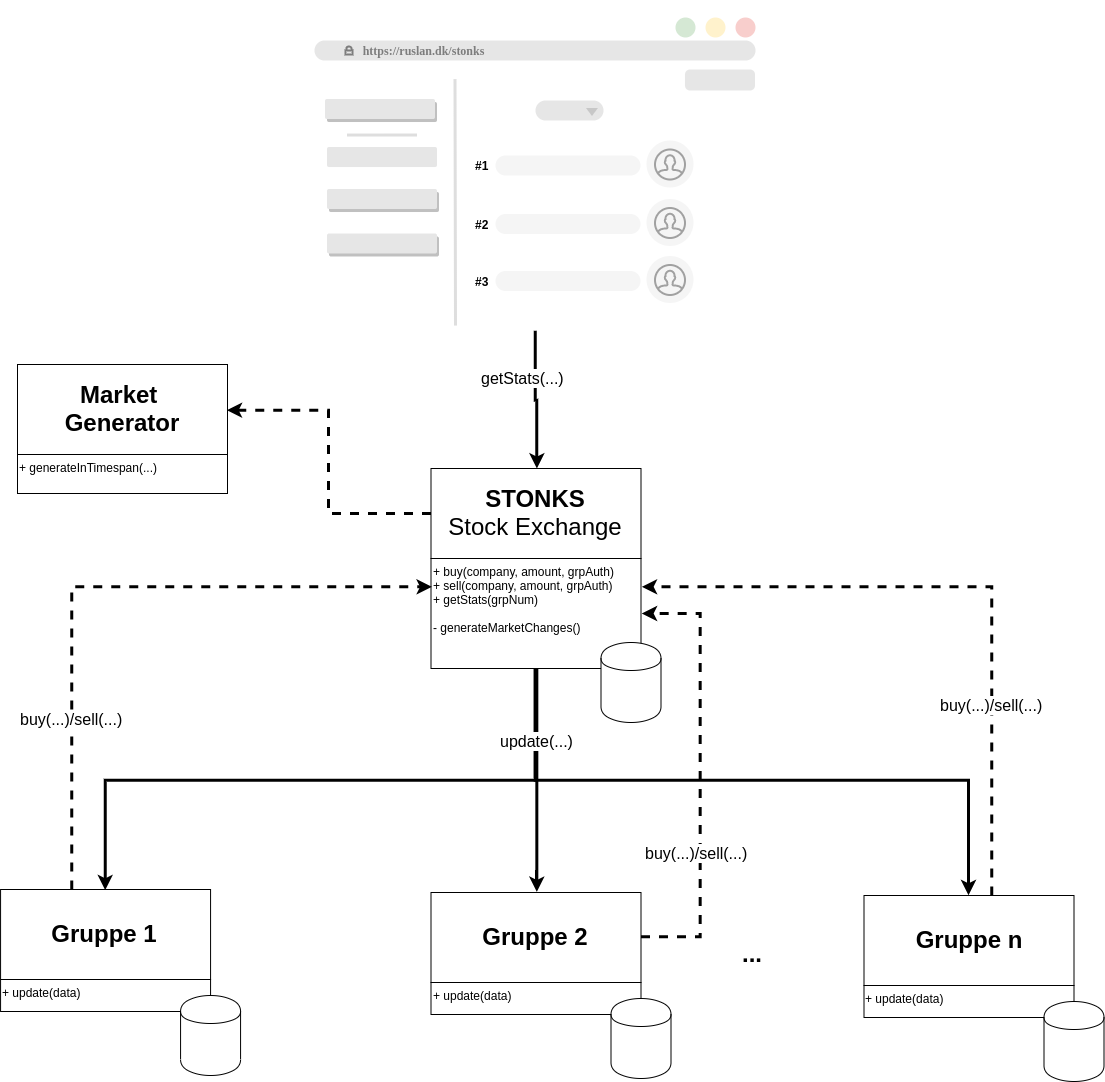 https://ruslan.dk/stonks
#1
#2
#3
getStats(...)
Market
Generator
+ generateInTimespan(...)
STONKS
Stock Exchange
+ buy(company, amount, grpAuth)
+ sell(company, amount, grpAuth)
+ getStats(grpNum)
- generateMarketChanges()
buy(...)/sell(...)
buy(...)/sell(...)
update(...)
buy(...)/sell(...)
Gruppe 1
+ update(data)
Gruppe 2
+ update(data)
...
Gruppe n
+ update(data)